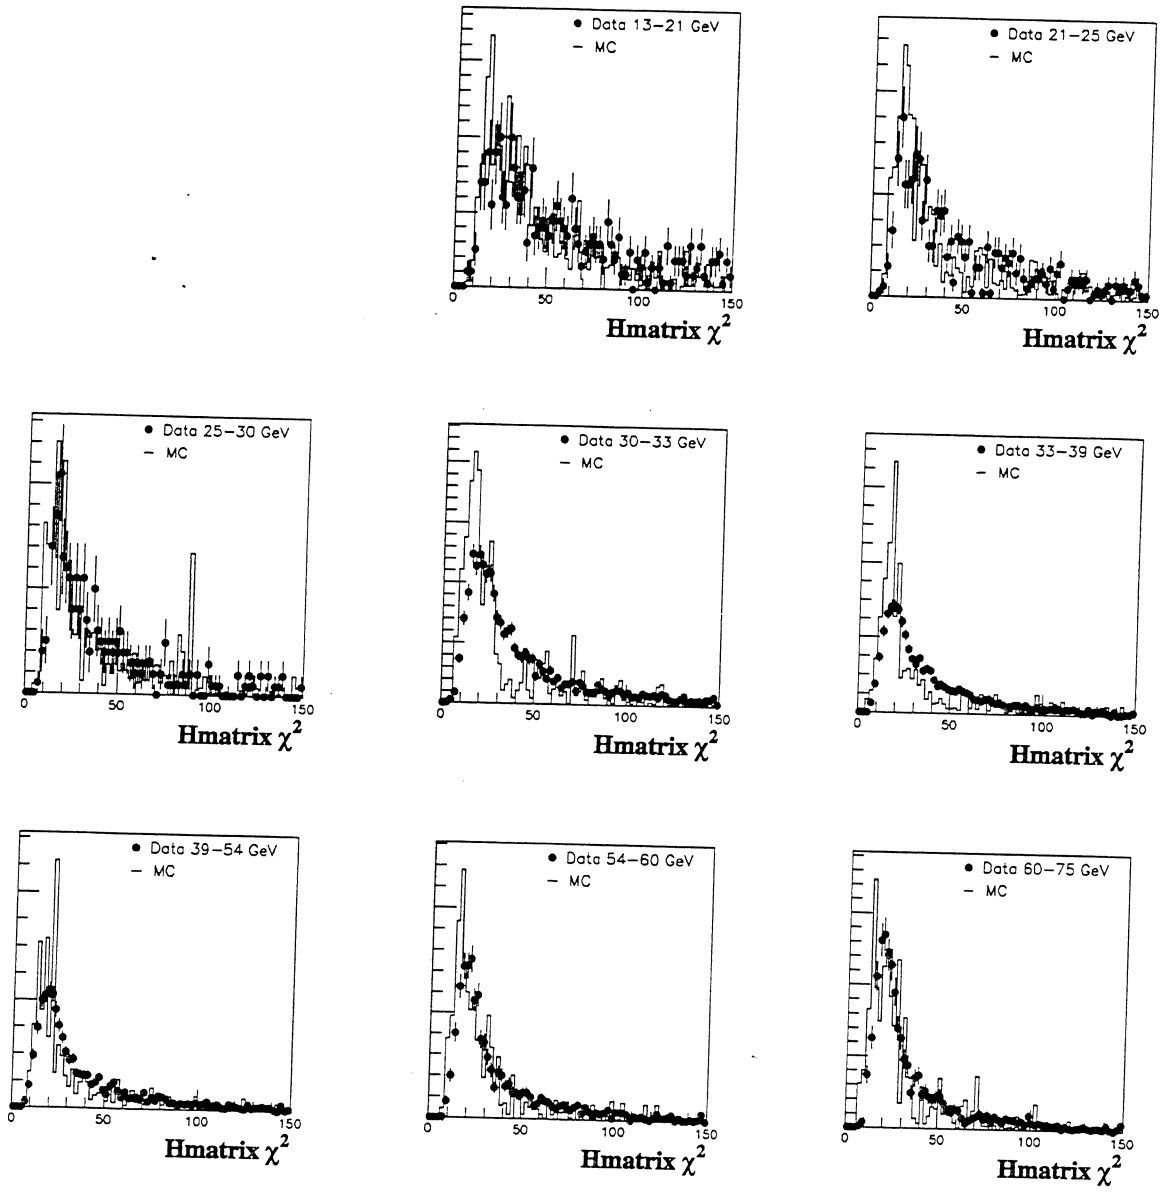 Data 13-21 GeV
MC
0 50 100 150
Hmatrix χ²
Data 21-25 GeV
MC
0 50 100 150
Hmatrix χ²
Data 25-30 GeV
MC
0 50 100 150
Hmatrix χ²
Data 30-33 GeV
MC
0 50 100 150
Hmatrix χ²
Data 33-39 GeV
MC
0 50 100 150
Hmatrix χ²
Data 39-54 GeV
MC
0 50 100 150
Hmatrix χ²
Data 54-60 GeV
MC
0 50 100 150
Hmatrix χ²
Data 60-75 GeV
MC
0 50 100 150
Hmatrix χ²